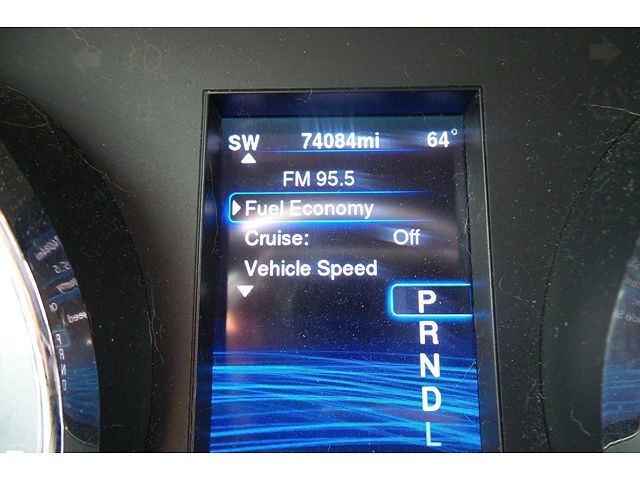 SW 74084mi 64°
FM 95.5
Fuel Economy
Cruise: Off
Vehicle Speed
P
R
N
D
L